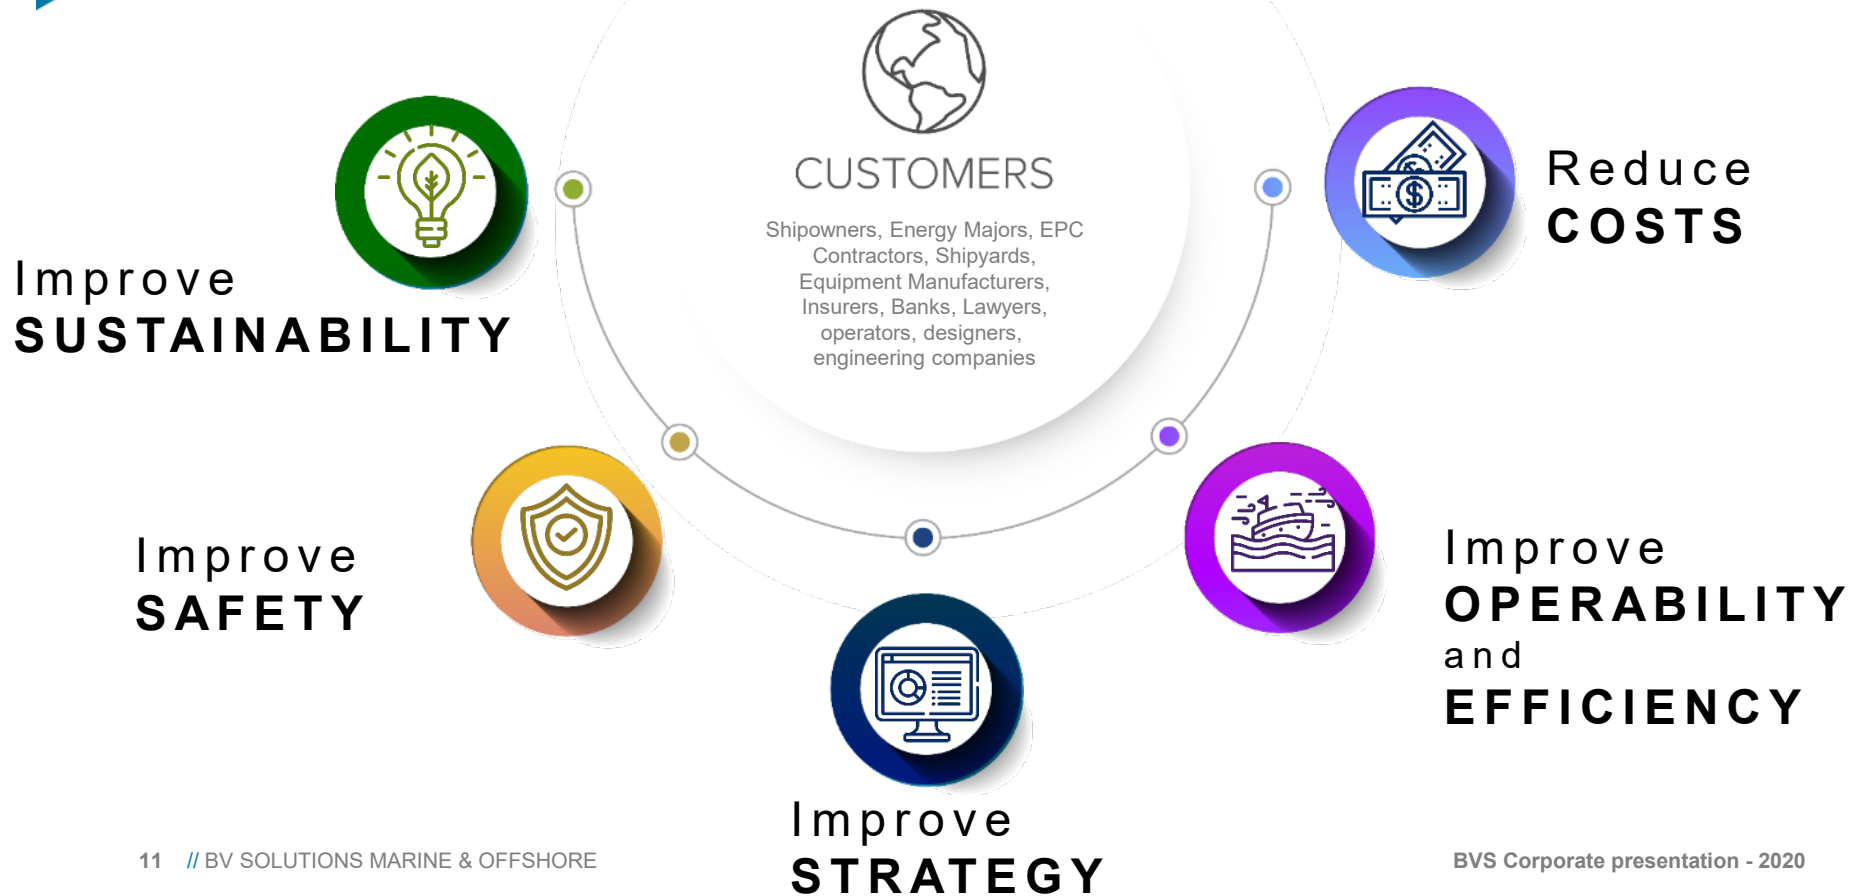 CUSTOMERS
Shipowners, Energy Majors, EPC
Contractors, Shipyards,
Equipment Manufacturers,
Insurers, Banks, Lawyers,
operators, designers,
engineering companies
Improve
SUSTAINABILITY
Improve
SAFETY
Improve
STRATEGY
Improve
OPERABILITY
and
EFFICIENCY
Reduce
COSTS
11 // BV SOLUTIONS MARINE & OFFSHORE
BVS Corporate presentation - 2020